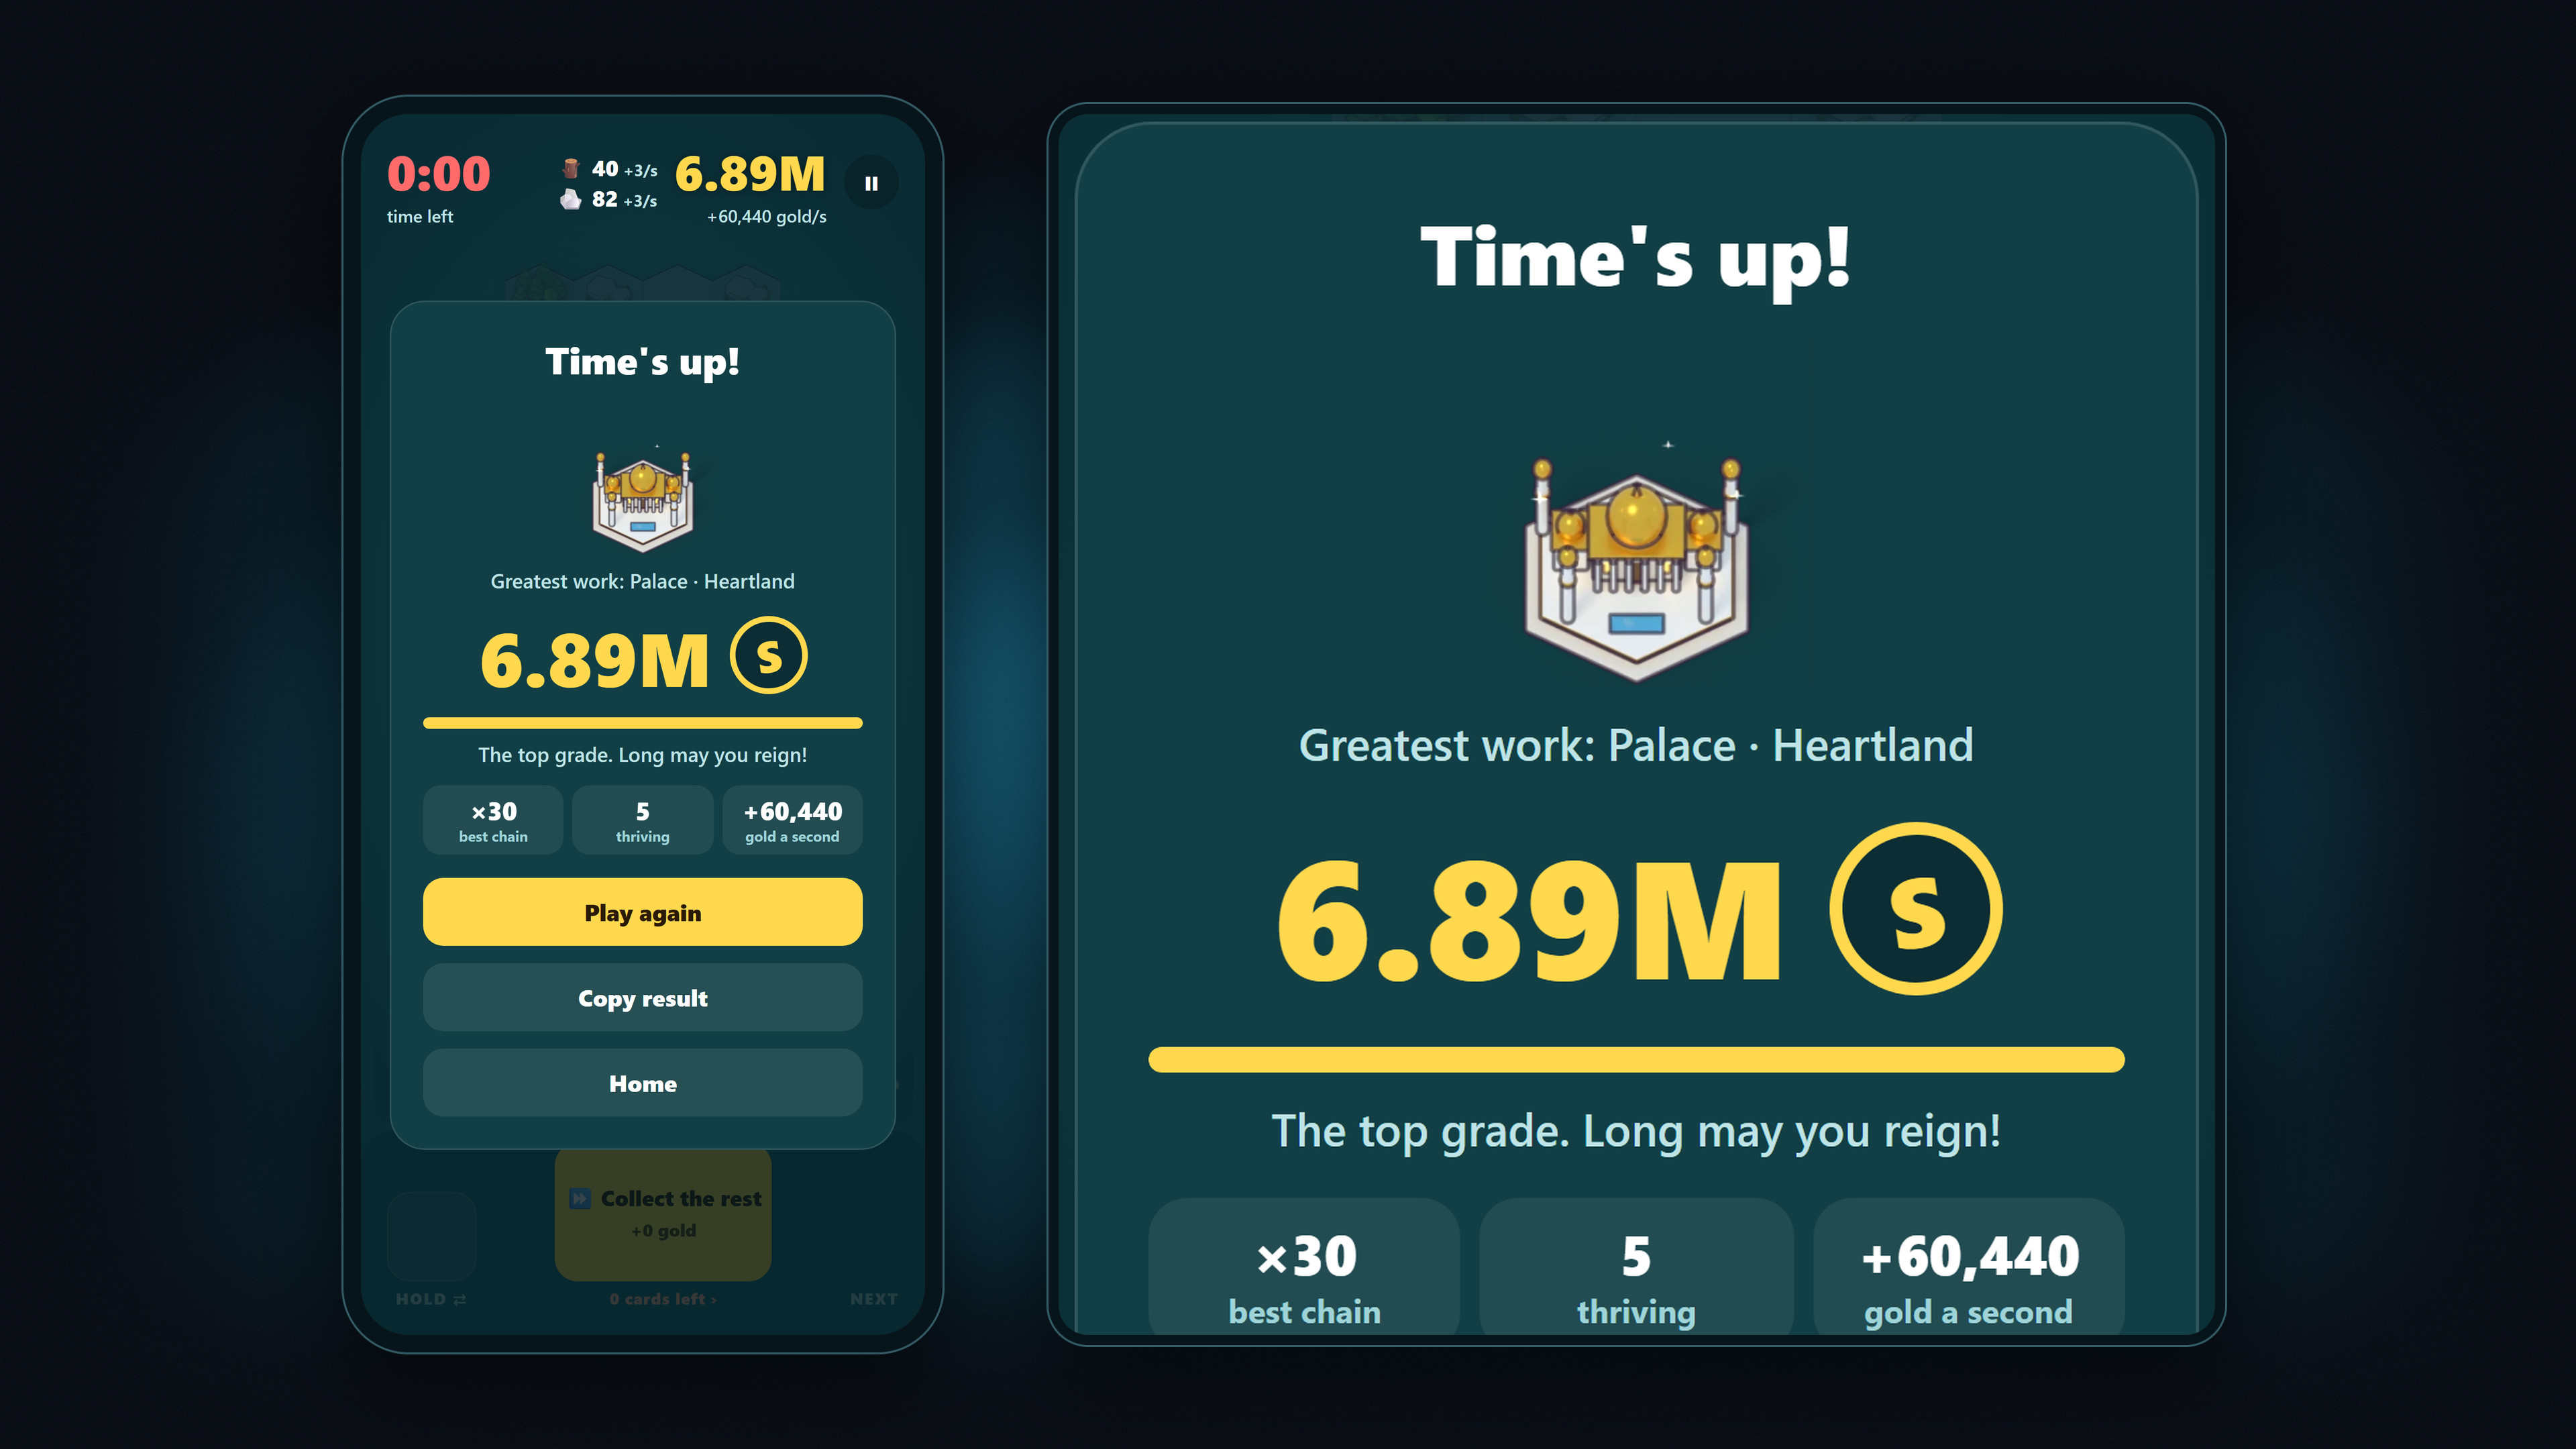 0:00
time left
40 +3/s
82 +3/s
6.89M
+60,440 gold/s
Time's up!
Greatest work: Palace · Heartland
6.89M S
The top grade. Long may you reign!
×30
best chain
5
thriving
+60,440
gold a second
Play again
Copy result
Home
Collect the rest
+0 gold
HOLD ⇄
0 cards left ›
NEXT
Time's up!
Greatest work: Palace · Heartland
6.89M S
The top grade. Long may you reign!
×30
best chain
5
thriving
+60,440
gold a second